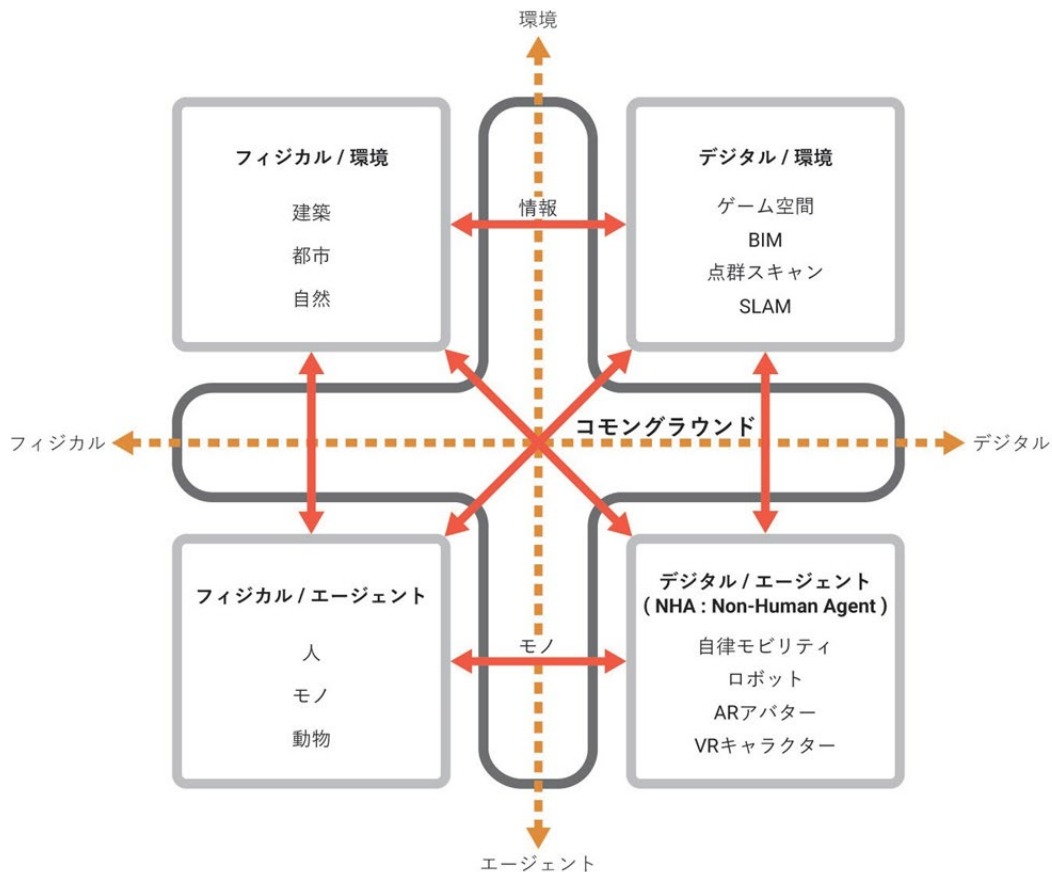 環境
フィジカル / 環境
建築
都市
自然
情報
デジタル / 環境
ゲーム空間
BIM
点群スキャン
SLAM
フィジカル
コモングラウンド
デジタル
フィジカル / エージェント
人
モノ
動物
モノ
デジタル / エージェント
( NHA : Non-Human Agent )
自律モビリティ
ロボット
ARアバター
VRキャラクター
エージェント